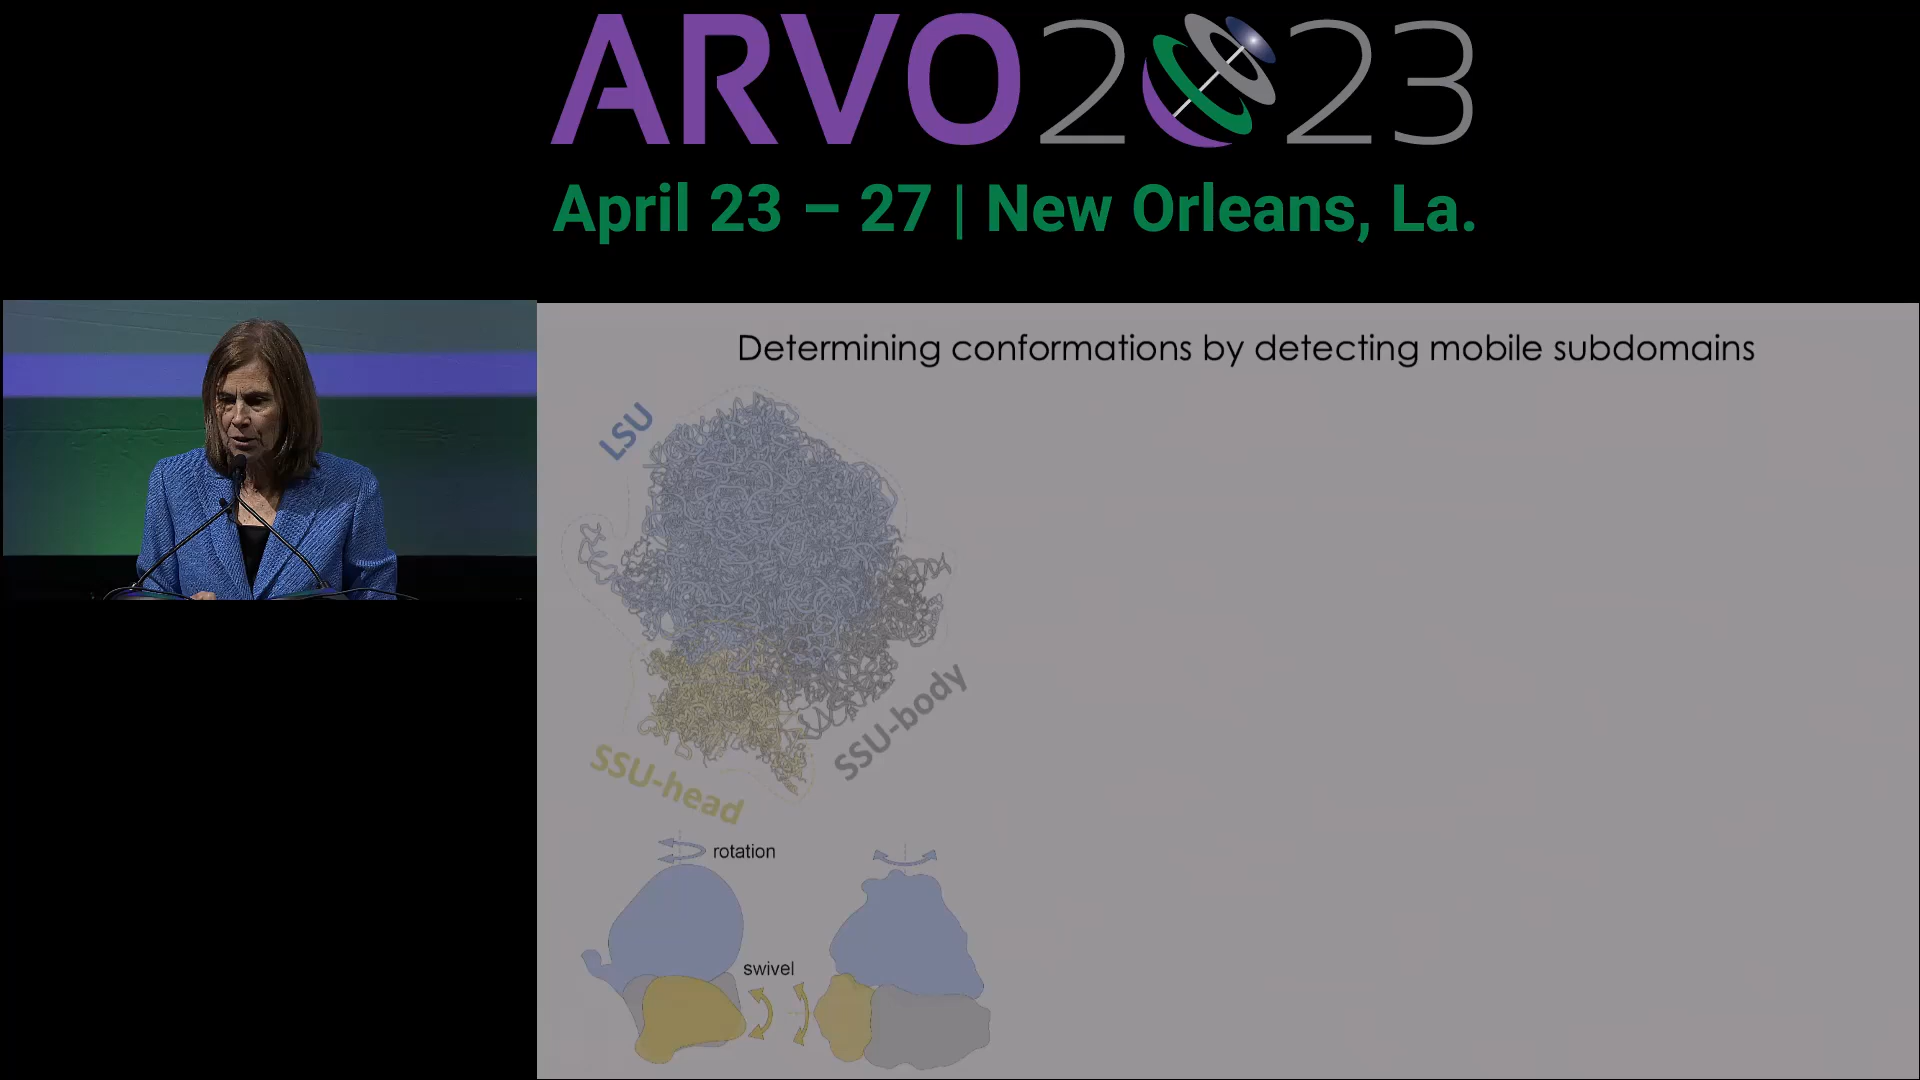 ARVO2023
April 23 – 27 | New Orleans, La.
Determining conformations by detecting mobile subdomains
LSU
SSU-body
SSU-head
rotation
swivel